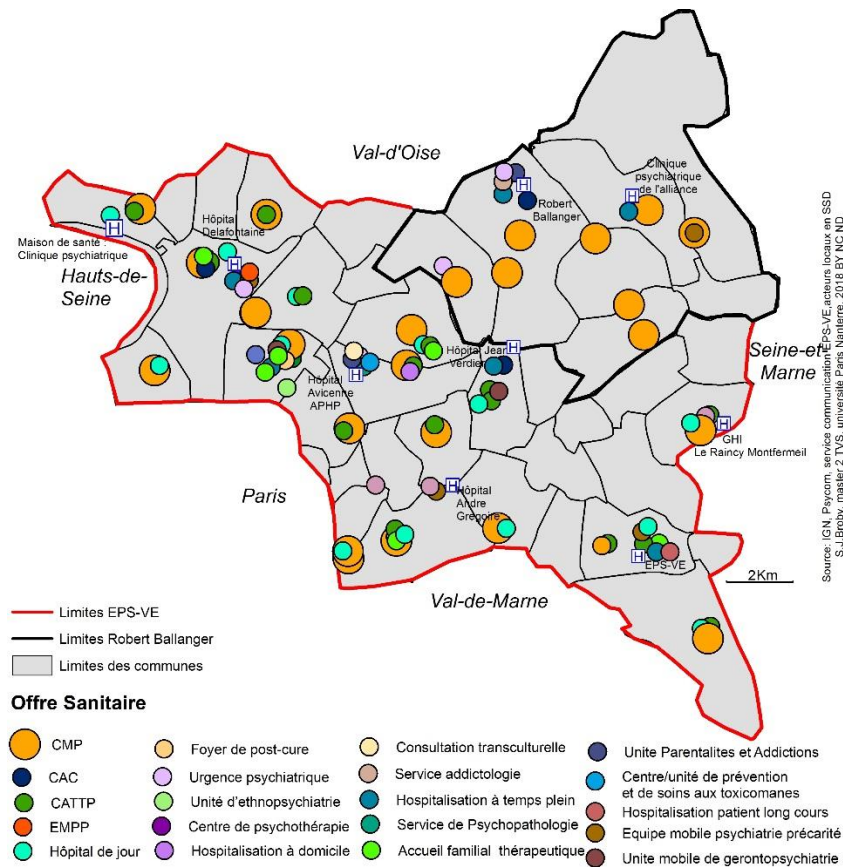 Val-d'Oise
Clinique
psychiatrique
de l'alliance
H
H
Robert
Ballanger
Hôpital
Delafontaine
H
Maison de santé :
Clinique psychiatrique
H
Hauts-de-
Seine
Hôpital Jean
Verdier
H
Seine-et-
Marne
Hôpital
Avicenne
APHP
H
H
GHI
Le Raincy Montfermeil
Paris
H
Hôpital
Andre
Gregoire
H
EPS-VE
2Km
Val-de-Marne
Source: IGN, Psycom, service communication EPS-VE,acteurs locaux en SSD
S.J.Broby, master 2 TVS, université Paris Nanterre, 2018 BY NC ND
Limites EPS-VE
Limites Robert Ballanger
Limites des communes
Offre Sanitaire
CMP
CAC
CATTP
EMPP
Hôpital de jour
Foyer de post-cure
Urgence psychiatrique
Unité d'ethnopsychiatrie
Centre de psychothérapie
Hospitalisation à domicile
Consultation transculturelle
Service addictologie
Hospitalisation à temps plein
Service de Psychopathologie
Accueil familial thérapeutique
Unite Parentalites et Addictions
Centre/unité de prévention
et de soins aux toxicomanes
Hospitalisation patient long cours
Equipe mobile psychiatrie précarité
Unite mobile de gerontopsychiatrie